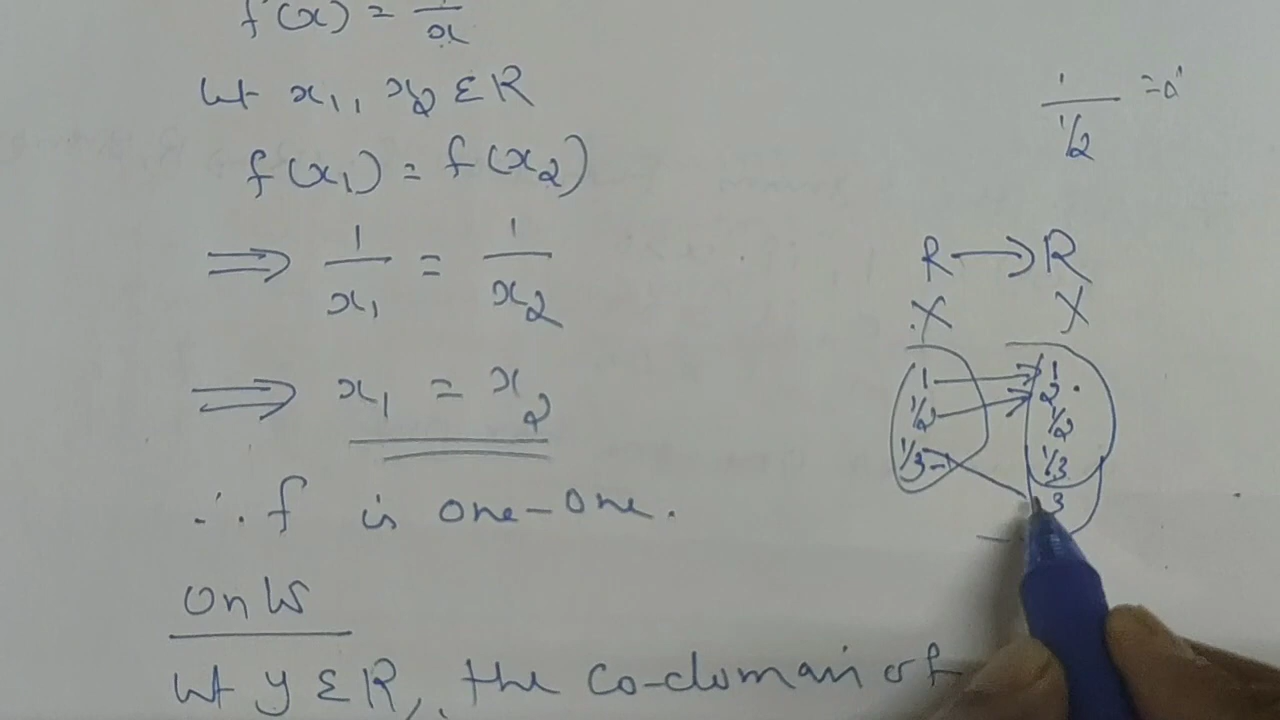 f(x) = 1/x
Let x1, x2 ε R
f(x1) = f(x2)
⟹ 1/x1 = 1/x2
⟹ x1 = x2
∴ f is one-one.
Onto
Let y ε R, the co-domain of
1/(1/2) =
R → R
X X
1 1
2
1/2 1/2
1/3 1/3
3